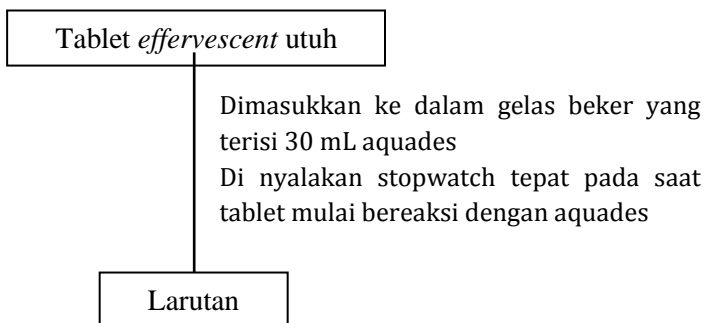 Tablet effervescent utuh
Dimasukkan ke dalam gelas beker yang
terisi 30 mL aquades
Di nyalakan stopwatch tepat pada saat
tablet mulai bereaksi dengan aquades
Larutan